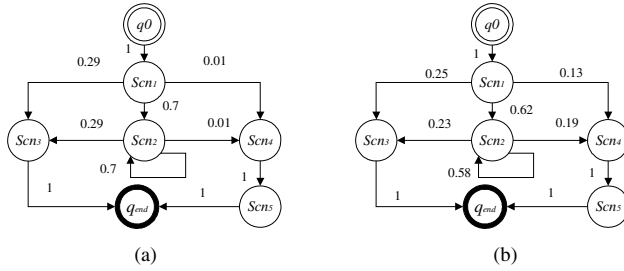 q0
1
0.29
0.01
Scn1
0.7
0.29
0.01
Scn3
Scn2
Scn4
0.7
1
1
1
qend
Scn5
(a)
q0
1
0.25
0.13
Scn1
0.62
0.23
0.19
Scn3
Scn2
Scn4
0.58
1
1
1
qend
Scn5
(b)